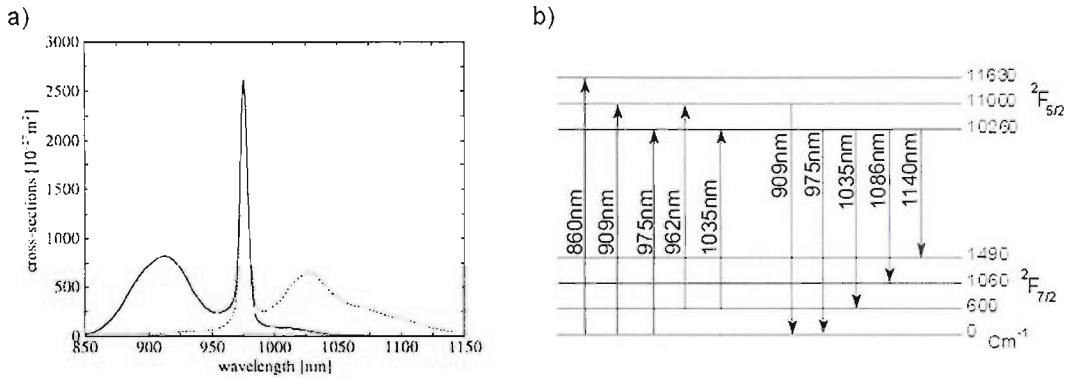 a)
3000
2500
2000
1500
1000
500
0
850 900 950 1000 1050 1100 1150
wavelength [nm]
cross-sections [10⁻²⁷ m²]
b)
11630
11000 ²F₅/₂
10260
860nm 909nm 975nm 962nm 1035nm 909nm 975nm 1035nm 1086nm 1140nm
1490
1060 ²F₇/₂
600
0 Cm⁻¹